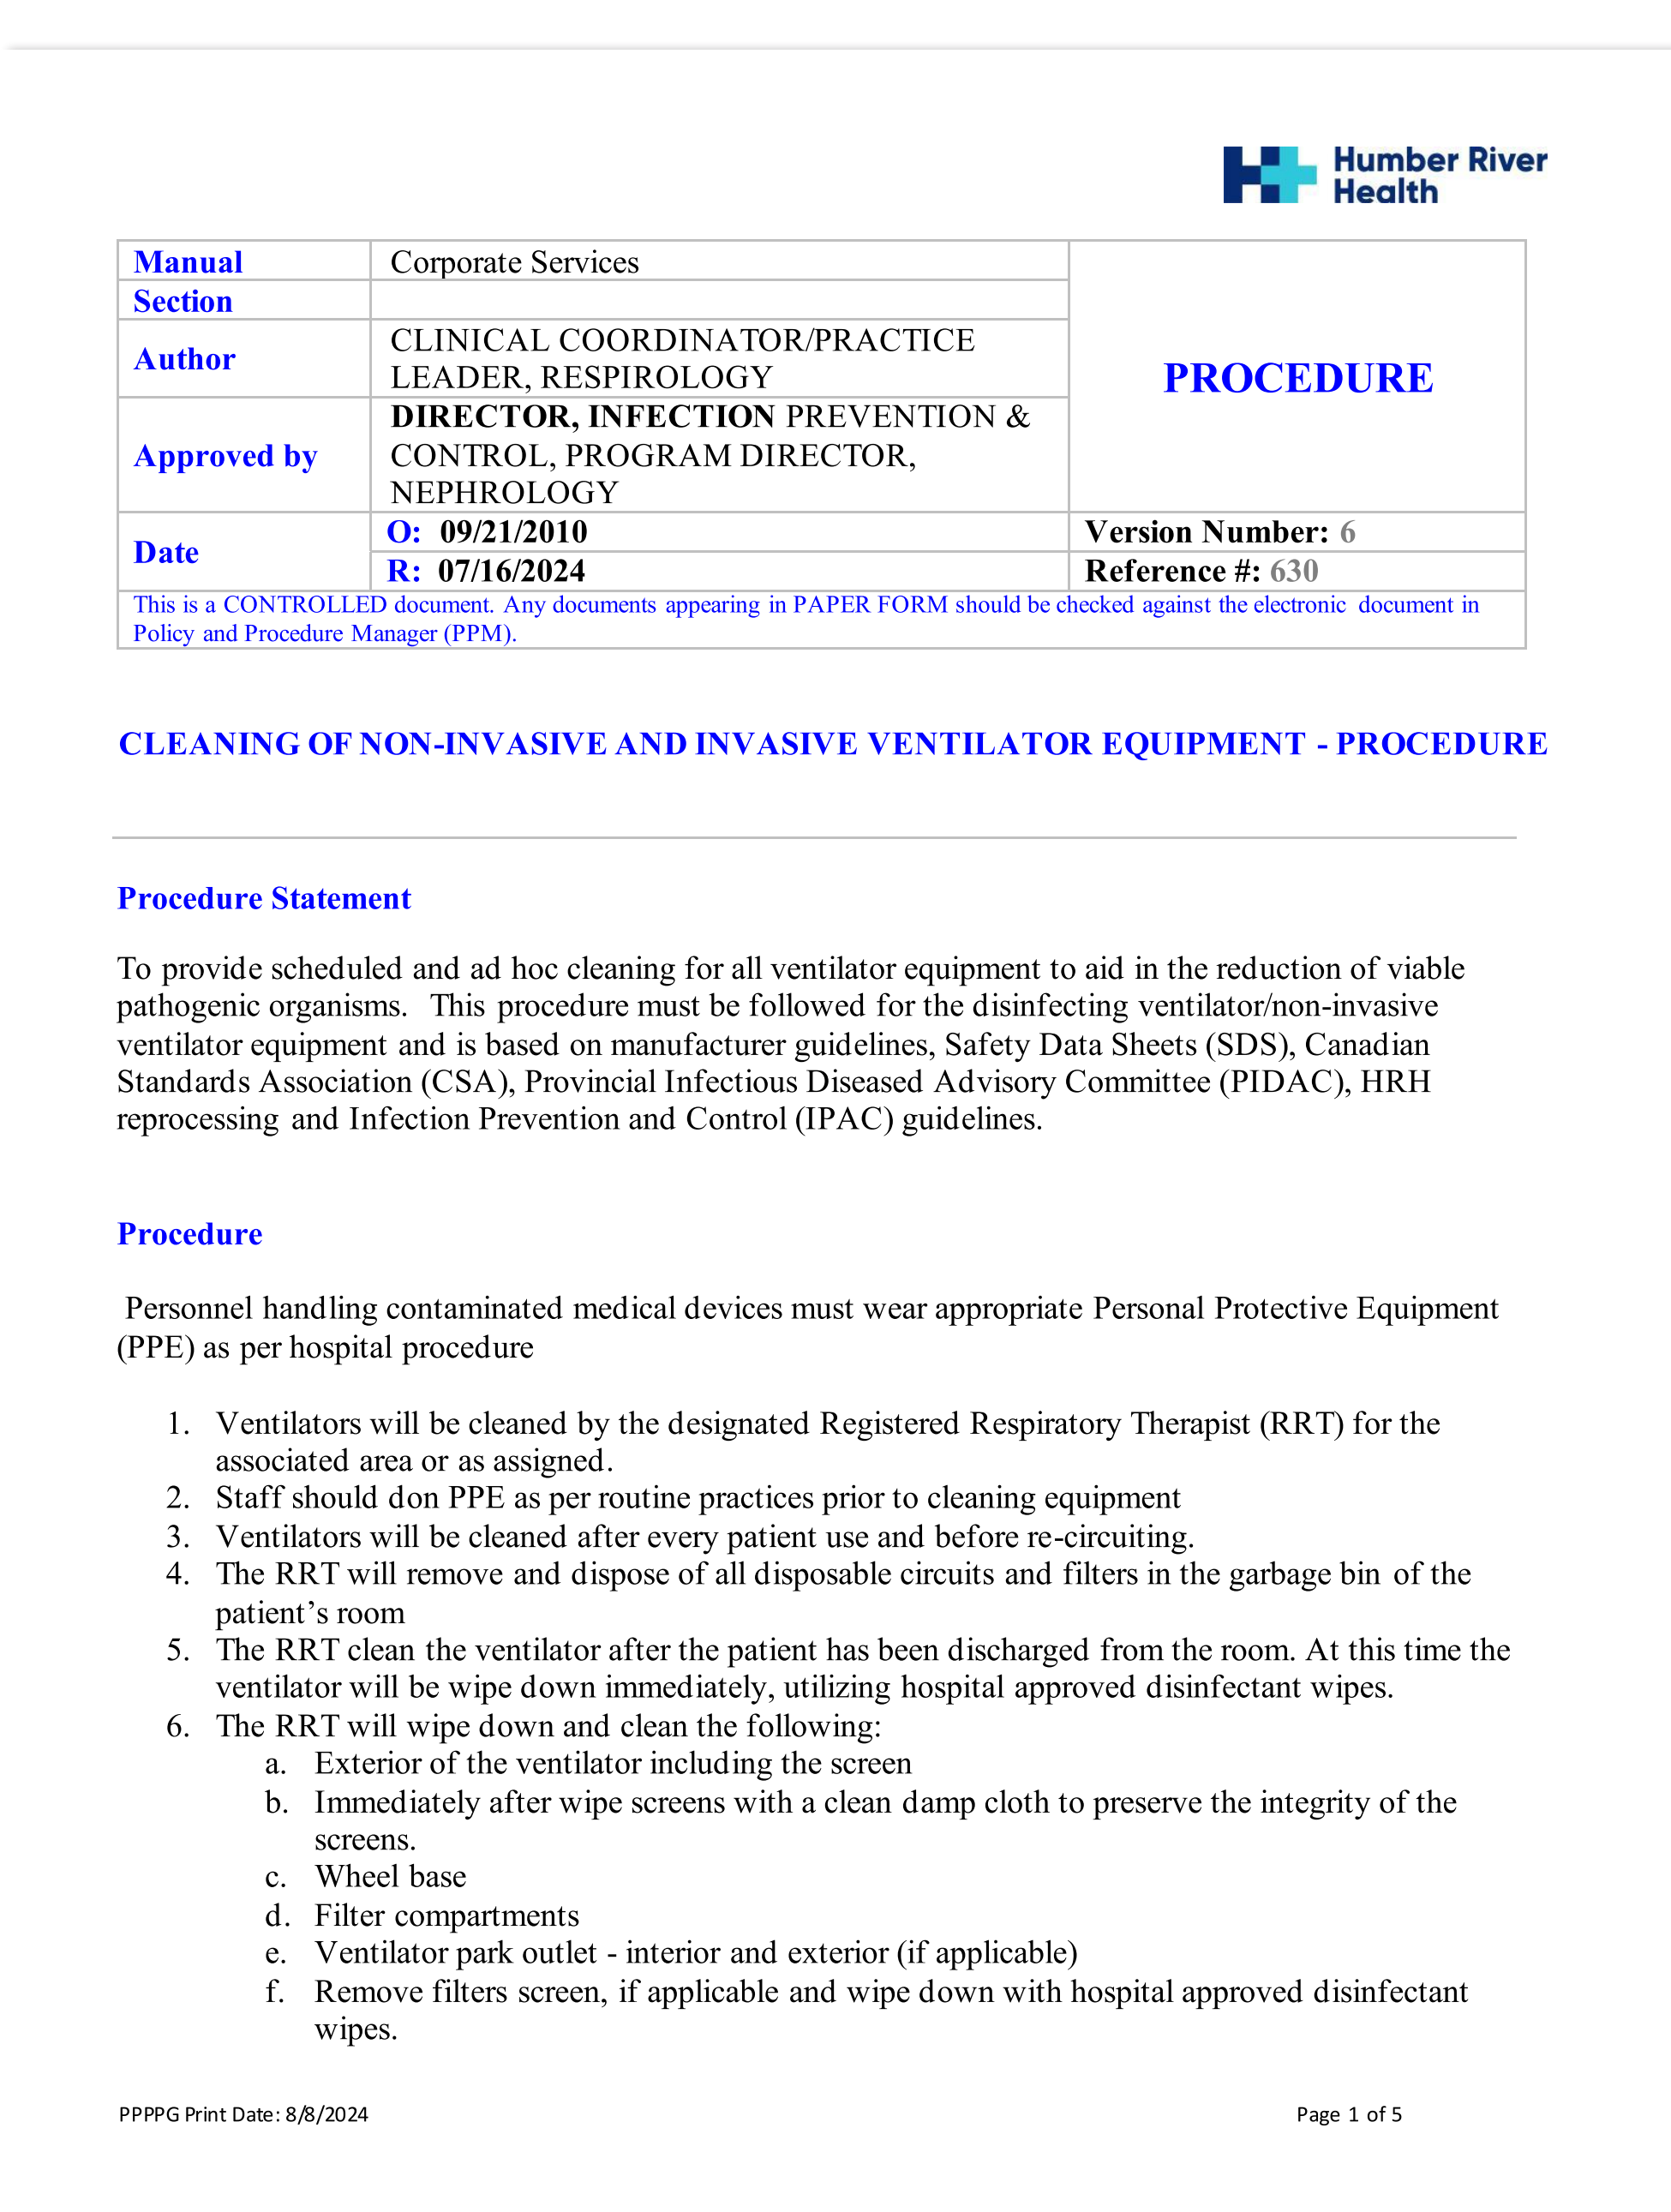 Humber River
Health
Manual
Corporate Services
Section
Author
CLINICAL COORDINATOR/PRACTICE
LEADER, RESPIROLOGY
PROCEDURE
Approved by
DIRECTOR, INFECTION PREVENTION &
CONTROL, PROGRAM DIRECTOR,
NEPHROLOGY
Date
O: 09/21/2010
Version Number: 6
R: 07/16/2024
Reference #: 630
This is a CONTROLLED document. Any documents appearing in PAPER FORM should be checked against the electronic document in
Policy and Procedure Manager (PPM).
CLEANING OF NON-INVASIVE AND INVASIVE VENTILATOR EQUIPMENT - PROCEDURE
Procedure Statement
To provide scheduled and ad hoc cleaning for all ventilator equipment to aid in the reduction of viable
pathogenic organisms. This procedure must be followed for the disinfecting ventilator/non-invasive
ventilator equipment and is based on manufacturer guidelines, Safety Data Sheets (SDS), Canadian
Standards Association (CSA), Provincial Infectious Diseased Advisory Committee (PIDAC), HRH
reprocessing and Infection Prevention and Control (IPAC) guidelines.
Procedure
Personnel handling contaminated medical devices must wear appropriate Personal Protective Equipment
(PPE) as per hospital procedure
1. Ventilators will be cleaned by the designated Registered Respiratory Therapist (RRT) for the
associated area or as assigned.
2. Staff should don PPE as per routine practices prior to cleaning equipment
3. Ventilators will be cleaned after every patient use and before re-circuiting.
4. The RRT will remove and dispose of all disposable circuits and filters in the garbage bin of the
patient’s room
5. The RRT clean the ventilator after the patient has been discharged from the room. At this time the
ventilator will be wipe down immediately, utilizing hospital approved disinfectant wipes.
6. The RRT will wipe down and clean the following:
a. Exterior of the ventilator including the screen
b. Immediately after wipe screens with a clean damp cloth to preserve the integrity of the
screens.
c. Wheel base
d. Filter compartments
e. Ventilator park outlet - interior and exterior (if applicable)
f. Remove filters screen, if applicable and wipe down with hospital approved disinfectant
wipes.
PPPPG Print Date: 8/8/2024
Page 1 of 5